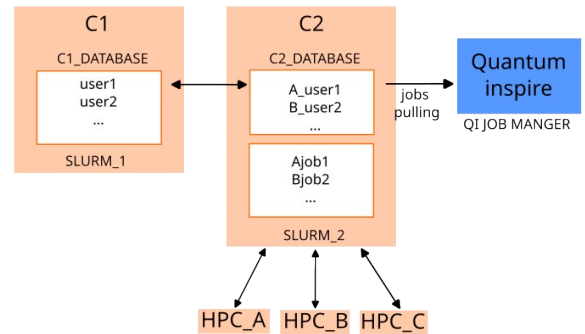 C1
C1_DATABASE
user1
user2
...
SLURM_1
C2
C2_DATABASE
A_user1
B_user2
...
Ajob1
Bjob2
...
SLURM_2
jobs
pulling
Quantum
inspire
QI JOB MANGER
HPC_A
HPC_B
HPC_C